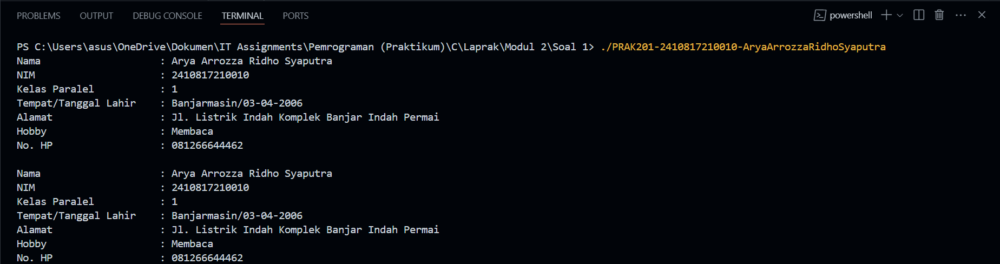 PROBLEMS OUTPUT DEBUG CONSOLE TERMINAL PORTS powershell
PS C:\Users\asus\OneDrive\Dokumen\IT Assignments\Pemrograman (Praktikum)\C\Laprak\Modul 2\Soal 1> ./PRAK201-2410817210010-AryaArrozzaRidhoSyaputra
Nama : Arya Arrozza Ridho Syaputra
NIM : 2410817210010
Kelas Paralel : 1
Tempat/Tanggal Lahir : Banjarmasin/03-04-2006
Alamat : Jl. Listrik Indah Komplek Banjar Indah Permai
Hobby : Membaca
No. HP : 081266644462
Nama : Arya Arrozza Ridho Syaputra
NIM : 2410817210010
Kelas Paralel : 1
Tempat/Tanggal Lahir : Banjarmasin/03-04-2006
Alamat : Jl. Listrik Indah Komplek Banjar Indah Permai
Hobby : Membaca
No. HP : 081266644462